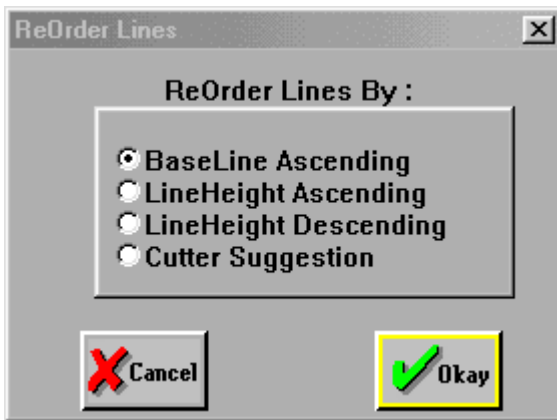 ReOrder Lines
ReOrder Lines By :
BaseLine Ascending
LineHeight Ascending
LineHeight Descending
Cutter Suggestion
Cancel
Okay